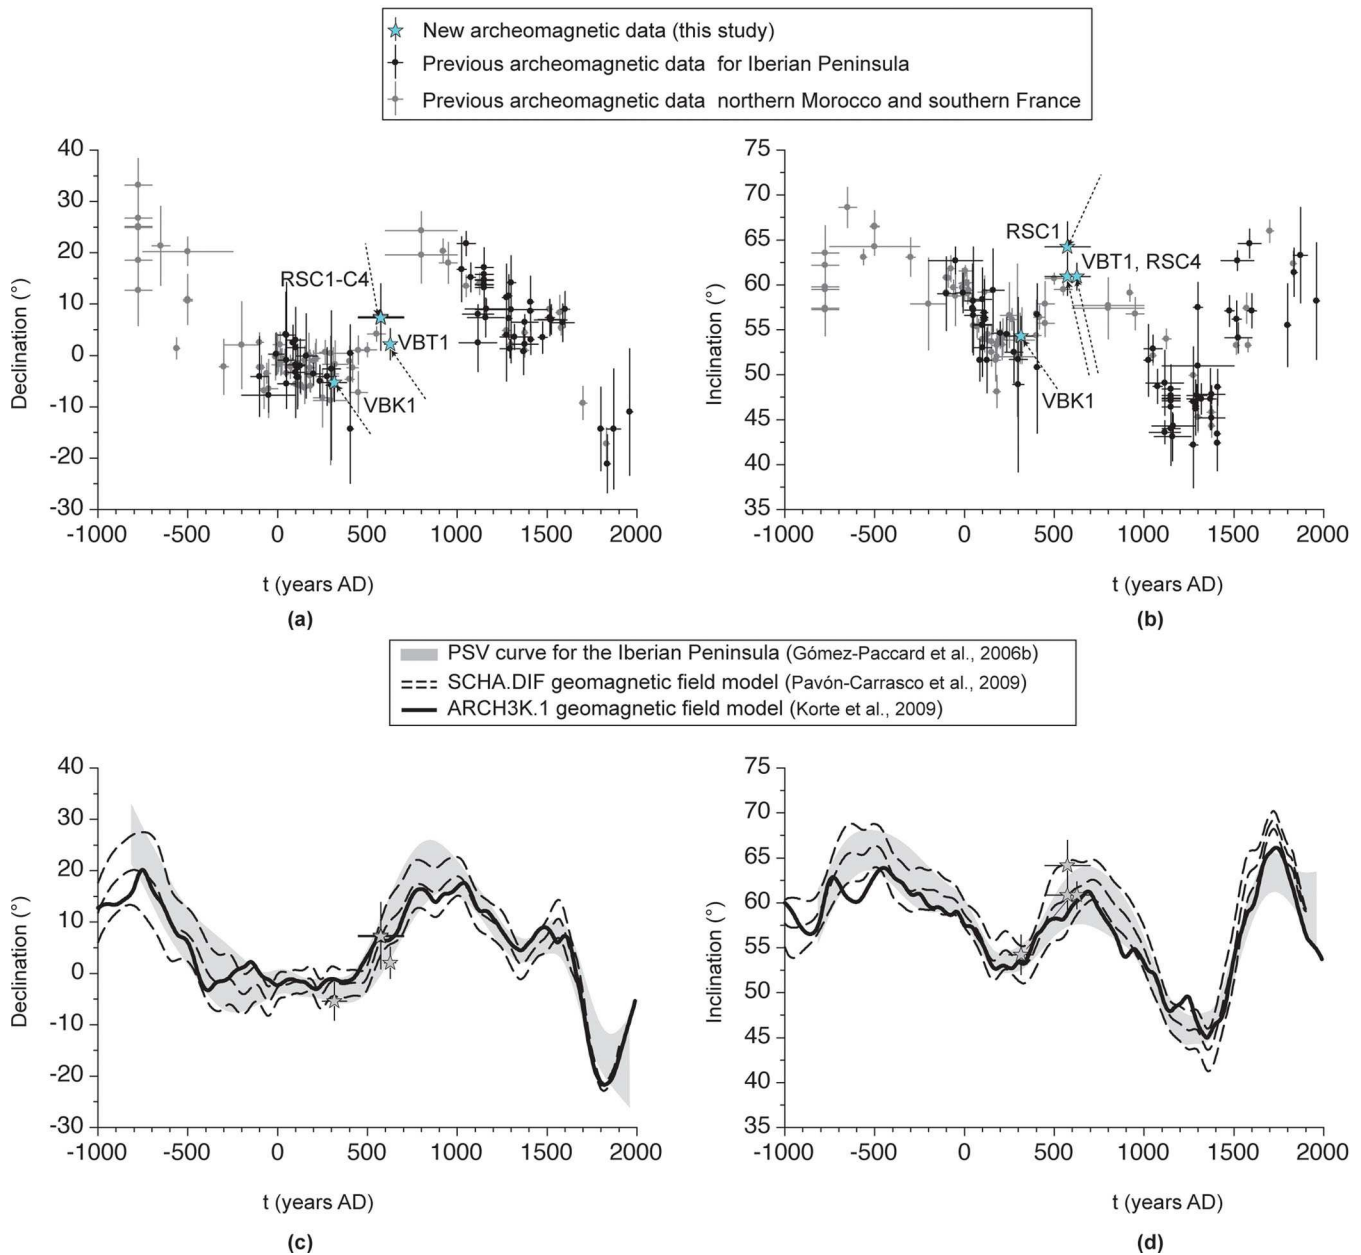 New archeomagnetic data (this study)
Previous archeomagnetic data for Iberian Peninsula
Previous archeomagnetic data northern Morocco and southern France
40
30
20
10
0
-10
-20
-30
Declination (°)
RSC1-C4
VBT1
VBK1
-1000 -500 0 500 1000 1500 2000
t (years AD)
(a)
75
70
65
60
55
50
45
40
35
Inclination (°)
RSC1
VBT1, RSC4
VBK1
-1000 -500 0 500 1000 1500 2000
t (years AD)
(b)
PSV curve for the Iberian Peninsula (Gómez-Paccard et al., 2006b)
SCHA.DIF geomagnetic field model (Pavón-Carrasco et al., 2009)
ARCH3K.1 geomagnetic field model (Korte et al., 2009)
40
30
20
10
0
-10
-20
-30
Declination (°)
-1000 -500 0 500 1000 1500 2000
t (years AD)
(c)
75
70
65
60
55
50
45
40
35
Inclination (°)
-1000 -500 0 500 1000 1500 2000
t (years AD)
(d)